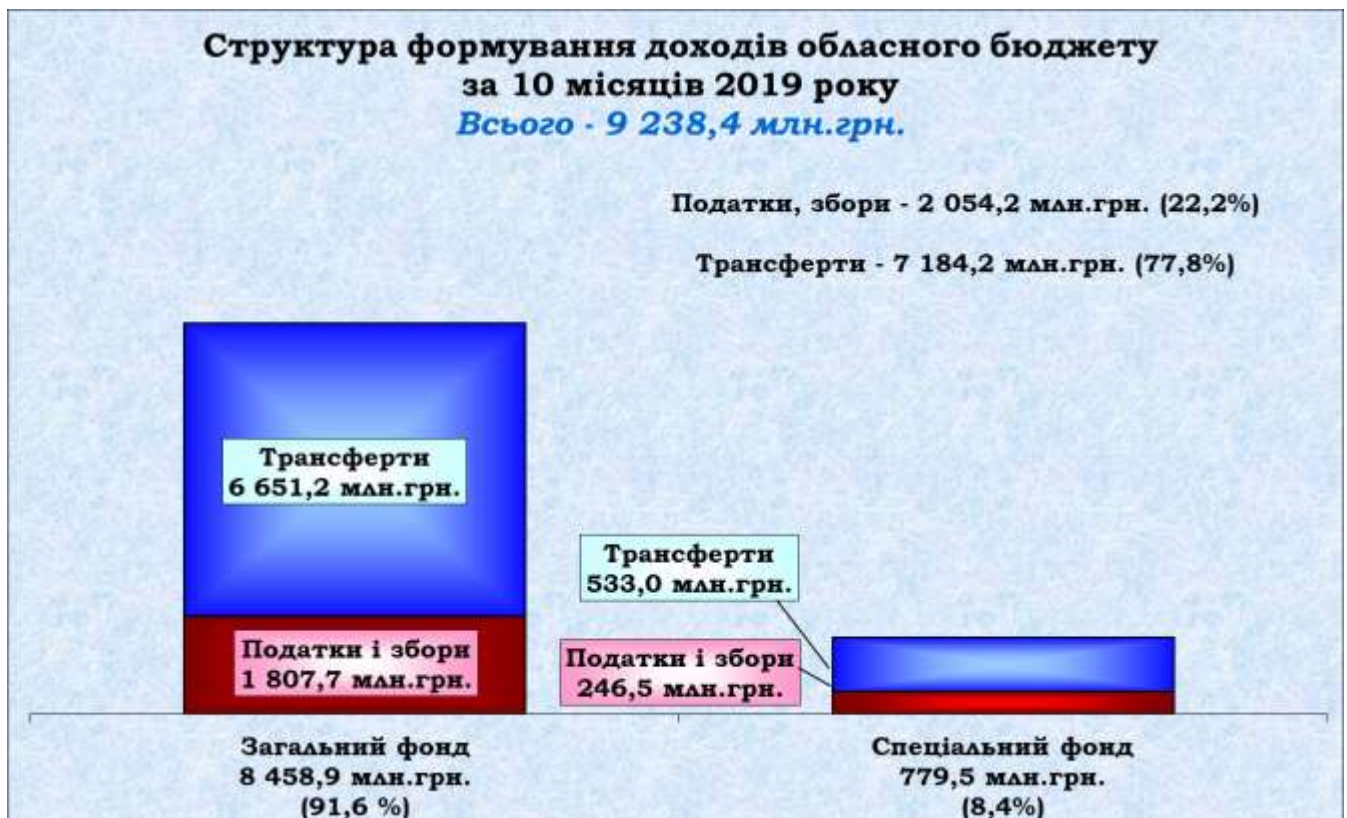 Структура формування доходів обласного бюджету
за 10 місяців 2019 року
Всього - 9 238,4 млн.грн.
Податки, збори - 2 054,2 млн.грн. (22,2%)
Трансферти - 7 184,2 млн.грн. (77,8%)
Трансферти
6 651,2 млн.грн.
Податки і збори
1 807,7 млн.грн.
Трансферти
533,0 млн.грн.
Податки і збори
246,5 млн.грн.
Загальний фонд
8 458,9 млн.грн.
(91,6 %)
Спеціальний фонд
779,5 млн.грн.
(8,4%)